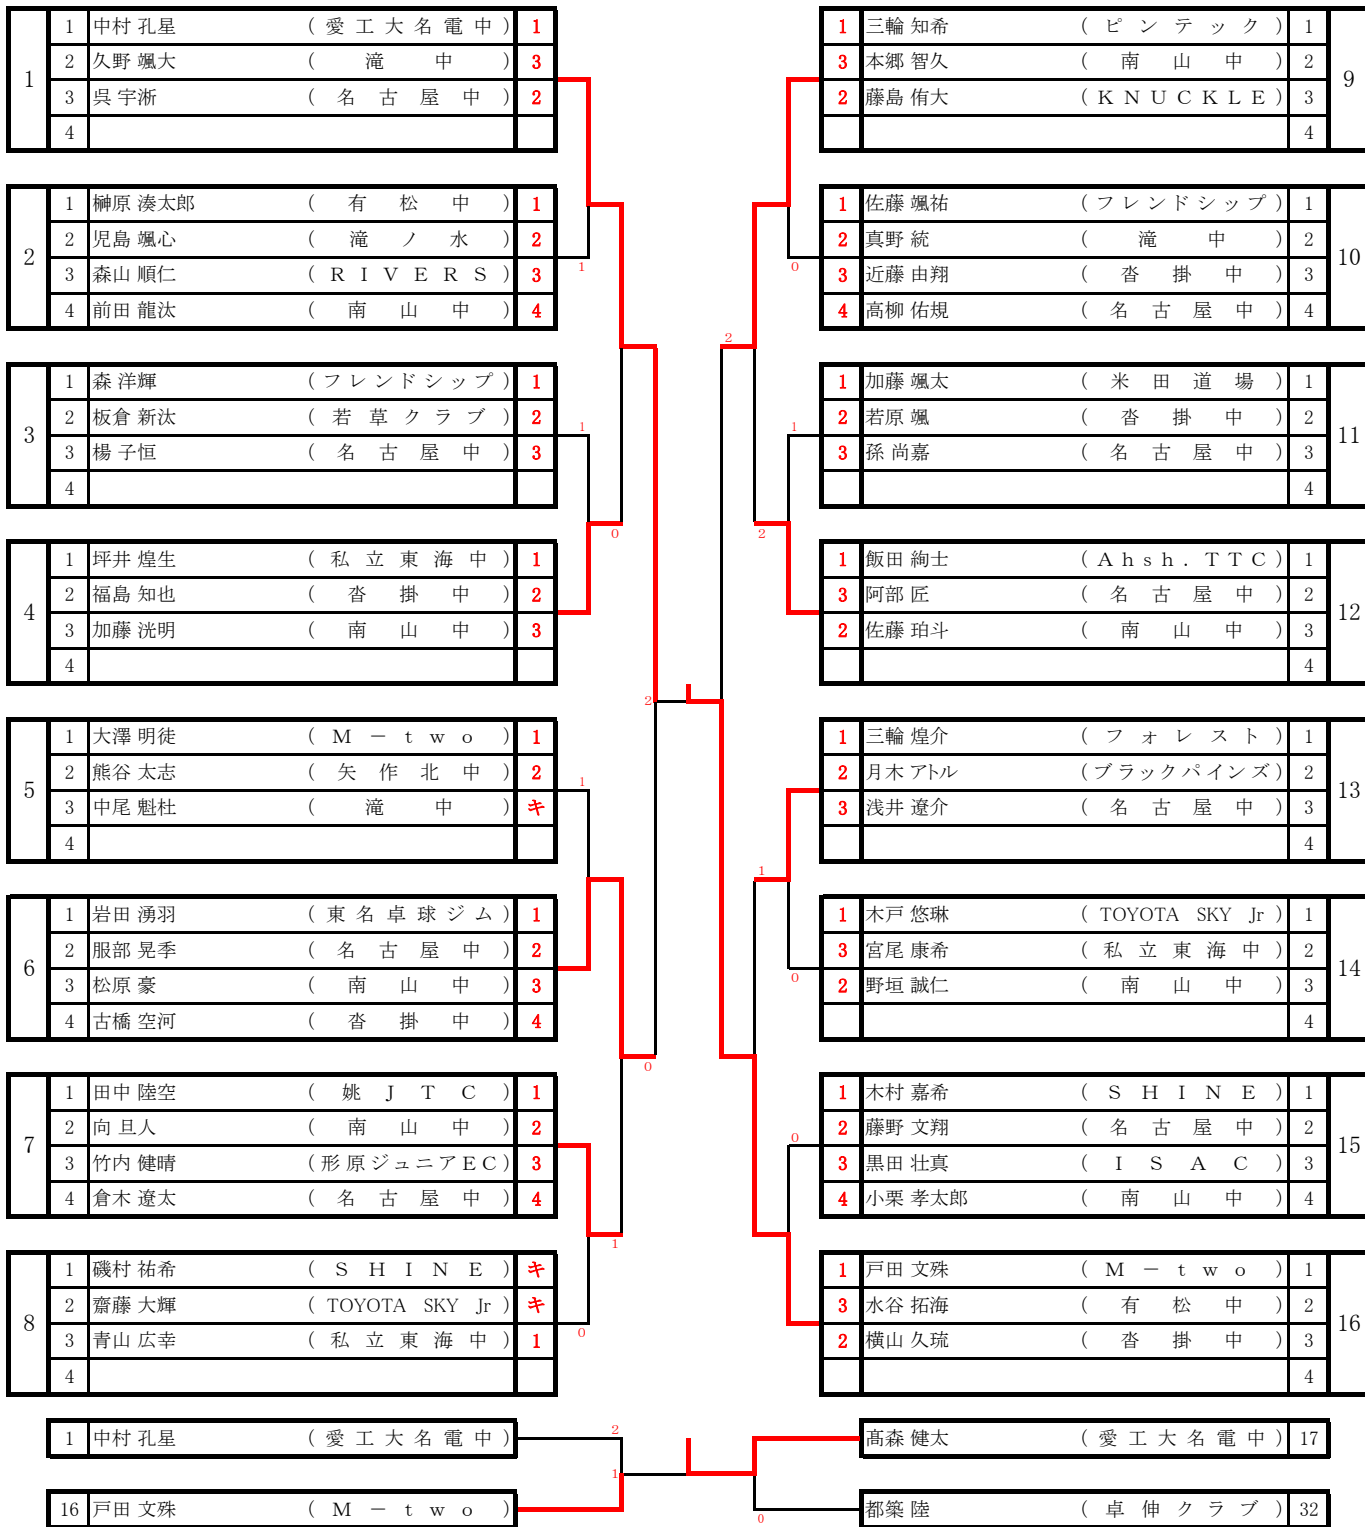 1 中村 孔星 (愛工大名電中) 1
2 久野 颯大 (滝中) 3
1
3 呉 宇淅 (名古屋中) 2
4
1 榊原 湊太郎 (有松中) 1
2 児島 颯心 (滝ノ水) 2
2
3 森山 順仁 (RIVERS) 3
1
4 前田 龍汰 (南山中) 4
1 森 洋輝 (フレンドシップ) 1
2 板倉 新汰 (若草クラブ) 2
3
1
3 楊 子恒 (名古屋中) 3
4
0
1 坪井 煌生 (私立東海中) 1
2 福島 知也 (沓掛中) 2
4
3 加藤 洸明 (南山中) 3
4
2
1 大澤 明徒 (M-two) 1
2 熊谷 太志 (矢作北中) 2
5
1
3 中尾 魁杜 (滝中) キ
4
1 岩田 湧羽 (東名卓球ジム) 1
2 服部 晃季 (名古屋中) 2
6
3 松原 豪 (南山中) 3
4 古橋 空河 (沓掛中) 4
0
1 田中 陸空 (姚JTC) 1
2 向 旦人 (南山中) 2
7
3 竹内 健晴 (形原ジュニアEC) 3
4 倉木 遼太 (名古屋中) 4
1
1 磯村 祐希 (SHINE) キ
2 齋藤 大輝 (TOYOTA SKY Jr) キ
8
0
3 青山 広幸 (私立東海中) 1
4
1 三輪 知希 (ピンテック) 1
3 本郷 智久 (南山中) 2
9
2 藤島 侑大 (KNUCKLE) 3
4
1 佐藤 颯祐 (フレンドシップ) 1
2 真野 統 (滝中) 2
10
0
3 近藤 由翔 (沓掛中) 3
4 高柳 佑規 (名古屋中) 4
2
1 加藤 颯太 (米田道場) 1
2 若原 颯 (沓掛中) 2
1
11
3 孫 尚嘉 (名古屋中) 3
4
2
1 飯田 絢士 (Ahsh.TTC) 1
3 阿部 匠 (名古屋中) 2
12
2 佐藤 珀斗 (南山中) 3
4
1 三輪 煌介 (フォレスト) 1
2 月木 アトル (ブラックパインズ) 2
13
3 浅井 遼介 (名古屋中) 3
4
1
1 木戸 悠琳 (TOYOTA SKY Jr) 1
3 宮尾 康希 (私立東海中) 2
14
0
2 野垣 誠仁 (南山中) 3
4
1 木村 嘉希 (SHINE) 1
2 藤野 文翔 (名古屋中) 2
0
15
3 黒田 壮真 (ISAC) 3
4 小栗 孝太郎 (南山中) 4
1 戸田 文殊 (M-two) 1
3 水谷 拓海 (有松中) 2
16
2 横山 久琉 (沓掛中) 3
4
1 中村 孔星 (愛工大名電中) 2
髙森 健太 (愛工大名電中) 17
1
16 戸田 文殊 (M-two)
0
都築 陸 (卓伸クラブ) 32